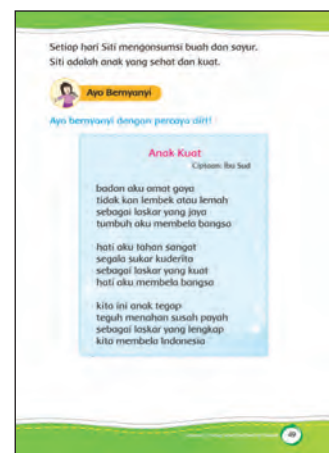 Setiap hari Siti mengonsumsi buah dan sayur.
Siti adalah anak yang sehat dan kuat.
Ayo Bernyanyi
Ayo bernyanyi dengan percaya diri!
Anak Kuat
Ciptaan: Ibu Sud
badan aku amat gaya
tidak kan lembek atau lemah
sebagai laskar yang jaya
tumbuh aku membela bangsa
hati aku tahan sangat
segala sukar kuderita
sebagai laskar yang kuat
hati aku membela bangsa
kita ini anak tegap
teguh menahan susah payah
sebagai laskar yang lengkap
kita membela Indonesia